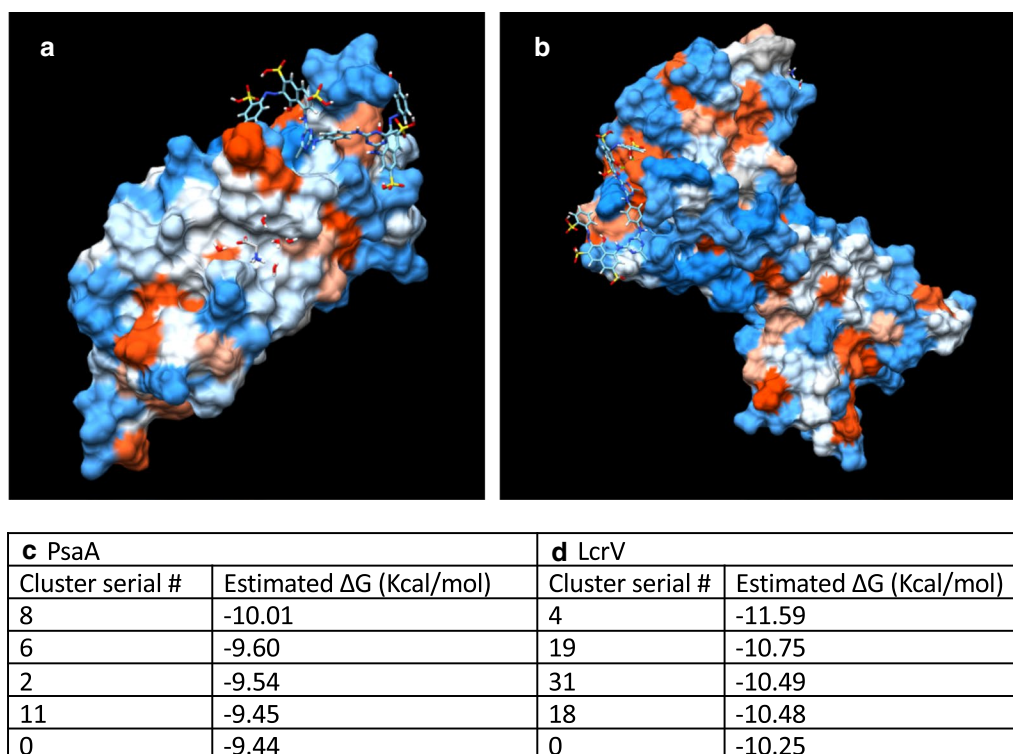 a
b
c PsaA d LcrV
Cluster serial # Estimated ΔG (Kcal/mol) Cluster serial # Estimated ΔG (Kcal/mol)
8 -10.01 4 -11.59
6 -9.60 19 -10.75
2 -9.54 31 -10.49
11 -9.45 18 -10.48
0 -9.44 0 -10.25